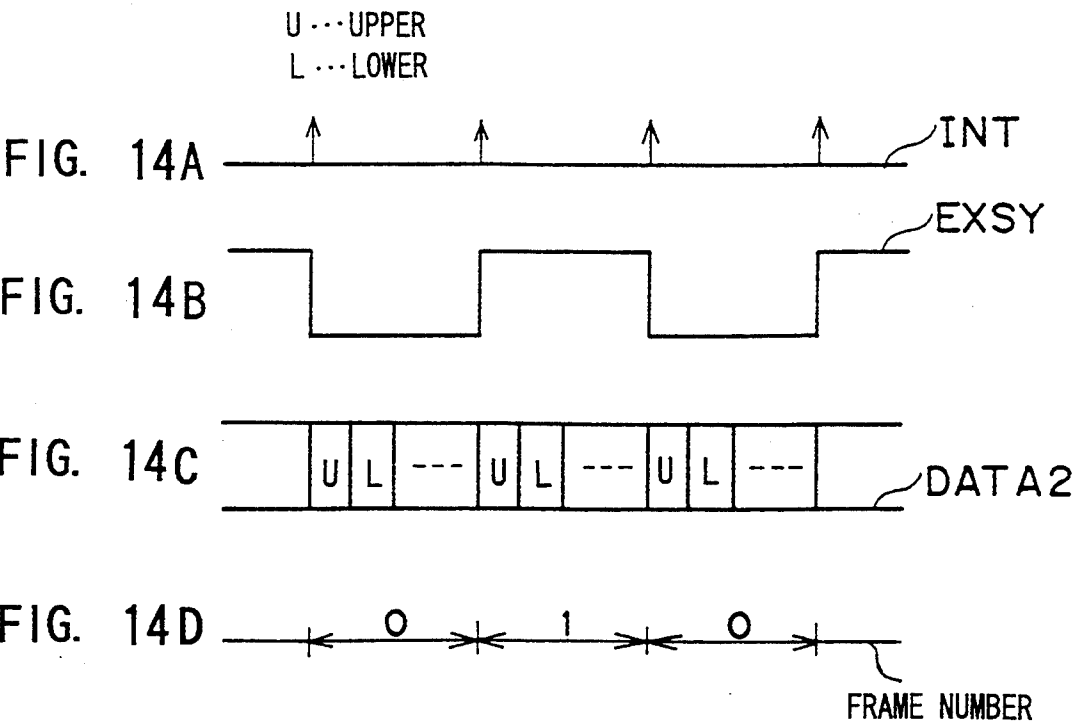 U ··· UPPER
L ··· LOWER
FIG. 14A
INT
EXSY
FIG. 14B
FIG. 14C
U L --- U L --- U L ---
DATA2
FIG. 14D
0 1 0
FRAME NUMBER